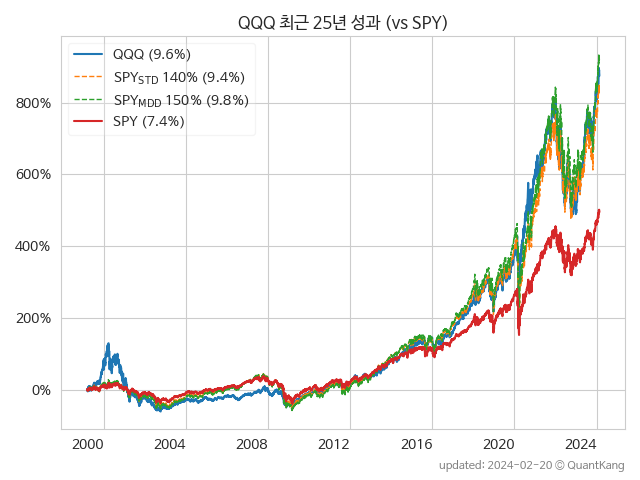 QQQ 최근 25년 성과 (vs SPY)
QQQ (9.6%)
SPY_STD 140% (9.4%)
SPY_MDD 150% (9.8%)
SPY (7.4%)
800%
600%
400%
200%
0%
2000 2004 2008 2012 2016 2020 2024
updated: 2024-02-20 © QuantKang